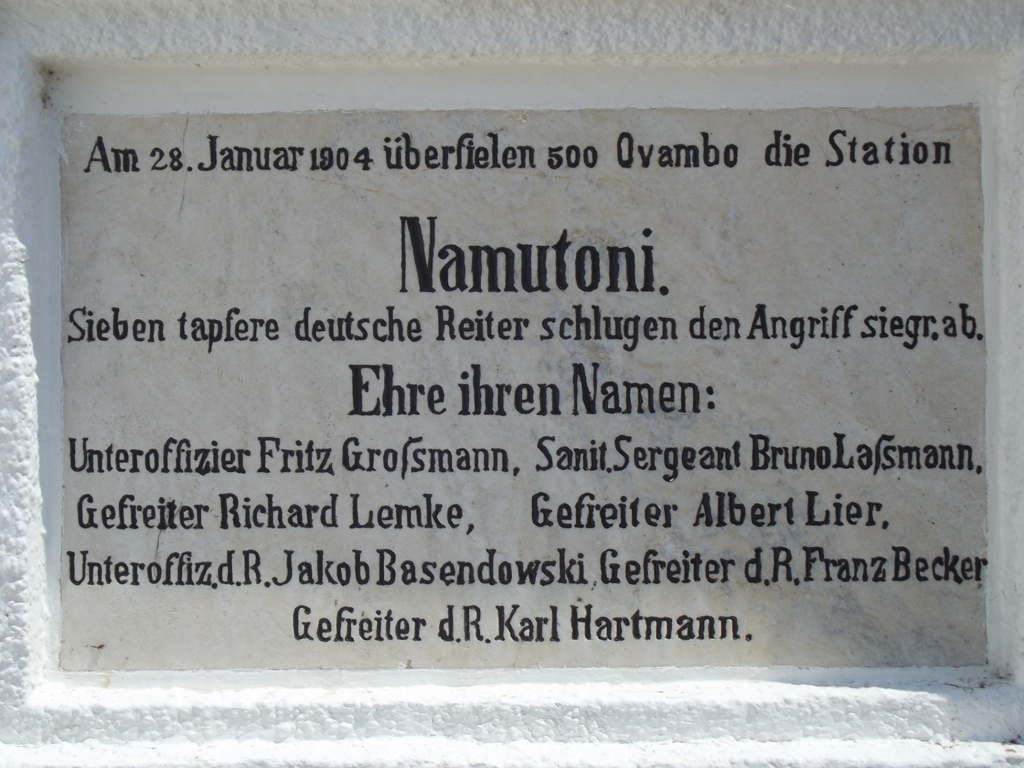 Am 28. Januar 1904 überfielen 500 Ovambo die Station
Namutoni.
Sieben tapfere deutsche Reiter schlugen den Angriff siegr. ab.
Ehre ihren Namen:
Unteroffizier Fritz Groſsmann, Sanit. Sergeant Bruno Laſsmann,
Gefreiter Richard Lemke, Gefreiter Albert Lier,
Unteroffiz. d. R. Jakob Basendowski, Gefreiter d. R. Franz Becker
Gefreiter d. R. Karl Hartmann.